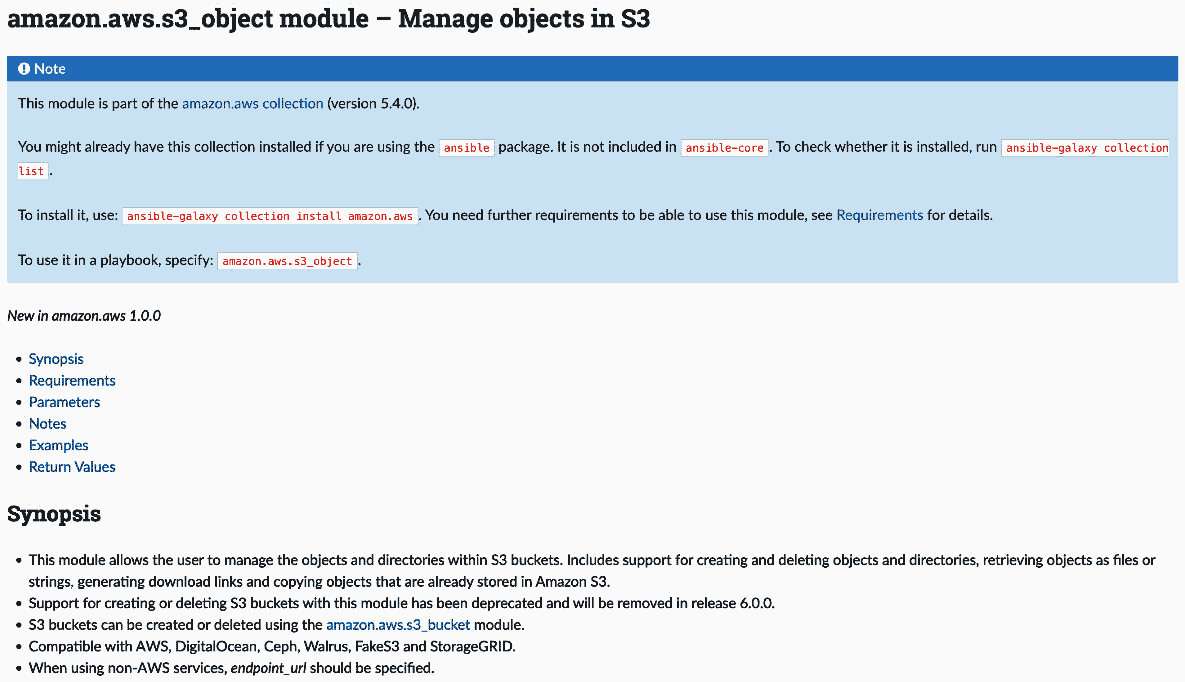 amazon.aws.s3_object module – Manage objects in S3
Note
This module is part of the amazon.aws collection (version 5.4.0).
You might already have this collection installed if you are using the ansible package. It is not included in ansible-core. To check whether it is installed, run ansible-galaxy collection
list.
To install it, use: ansible-galaxy collection install amazon.aws. You need further requirements to be able to use this module, see Requirements for details.
To use it in a playbook, specify: amazon.aws.s3_object.
New in amazon.aws 1.0.0
• Synopsis
• Requirements
• Parameters
• Notes
• Examples
• Return Values
Synopsis
• This module allows the user to manage the objects and directories within S3 buckets. Includes support for creating and deleting objects and directories, retrieving objects as files or
strings, generating download links and copying objects that are already stored in Amazon S3.
• Support for creating or deleting S3 buckets with this module has been deprecated and will be removed in release 6.0.0.
• S3 buckets can be created or deleted using the amazon.aws.s3_bucket module.
• Compatible with AWS, DigitalOcean, Ceph, Walrus, FakeS3 and StorageGRID.
• When using non-AWS services, endpoint_url should be specified.